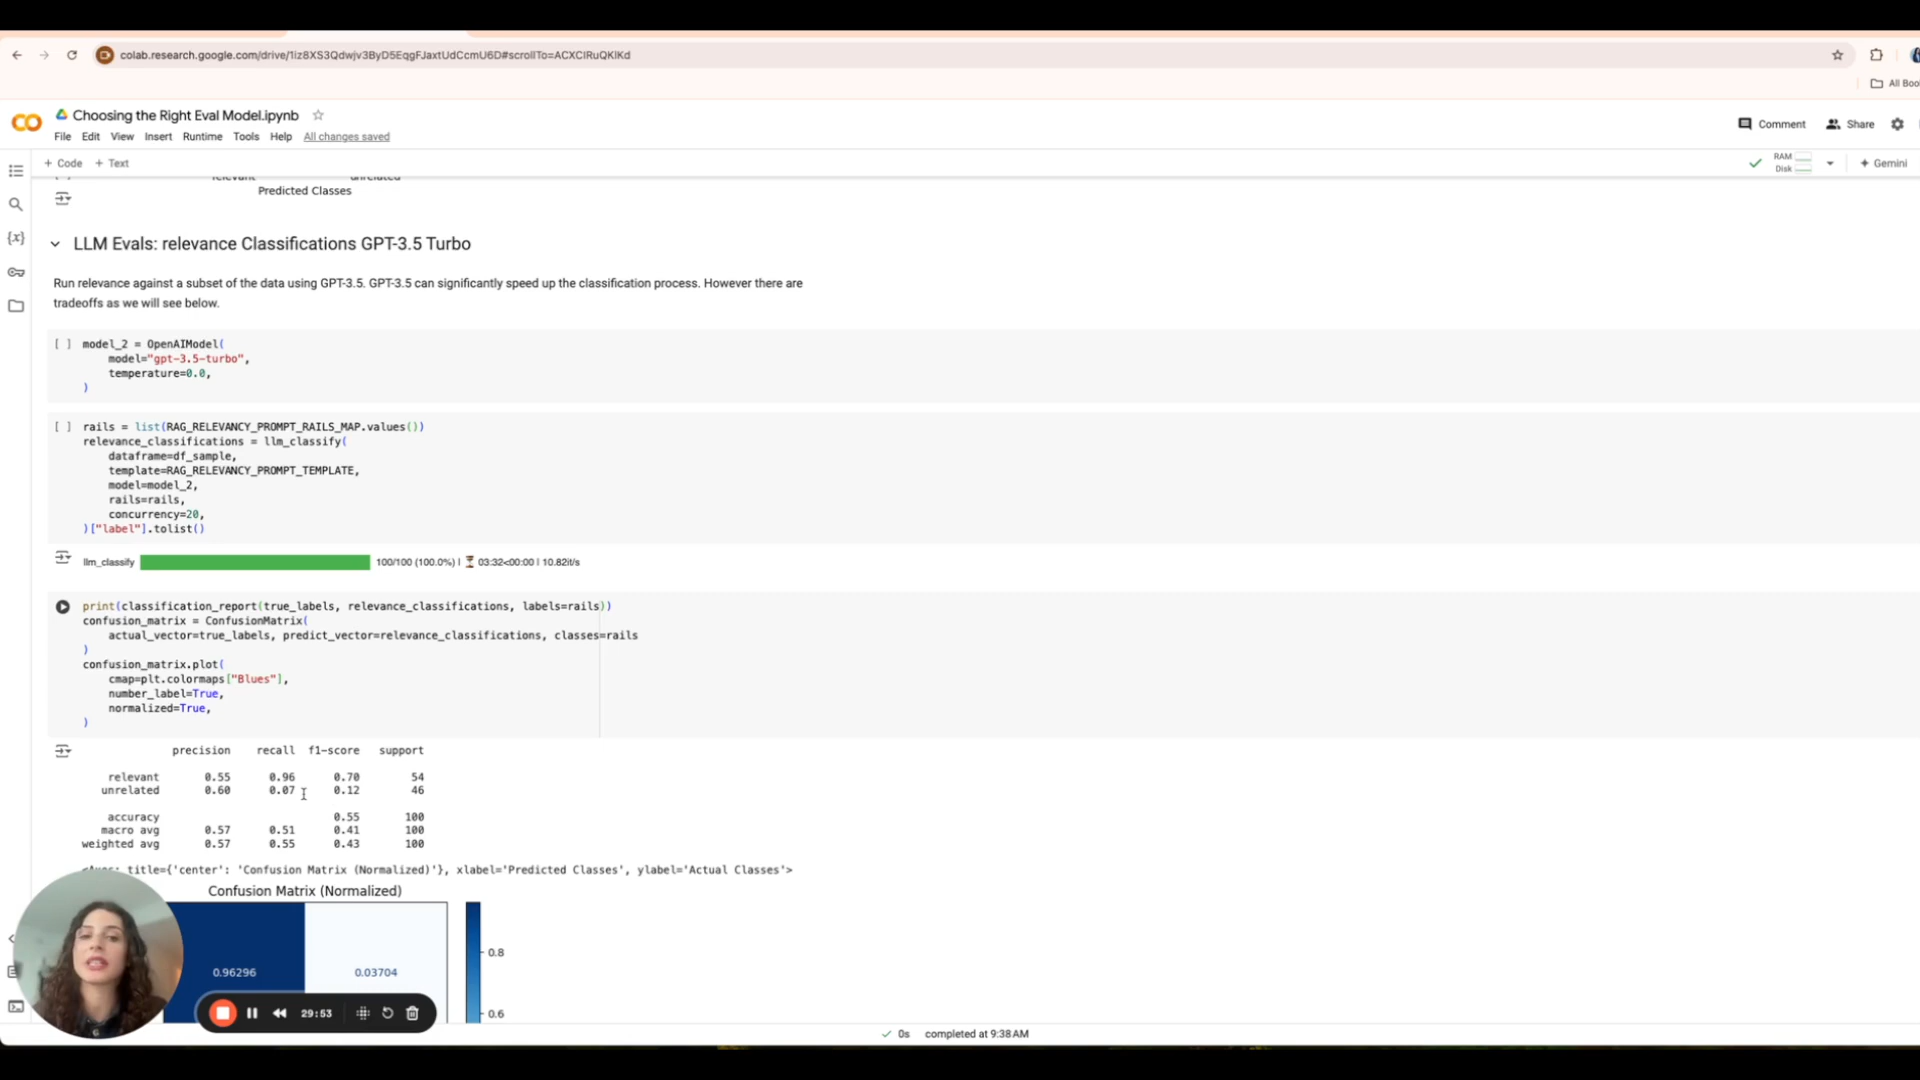 colab.research.google.com/drive/1iz8XS3Qdwjv3ByD5EqgFJaxtUdCcmU6D#scrollTo=ACXClRuQKlKd
All Boo
Choosing the Right Eval Model.ipynb
File Edit View Insert Runtime Tools Help All changes saved
Comment Share
+ Code + Text
RAM
Disk
Gemini
relevant unrelated
Predicted Classes
LLM Evals: relevance Classifications GPT-3.5 Turbo
Run relevance against a subset of the data using GPT-3.5. GPT-3.5 can significantly speed up the classification process. However there are
tradeoffs as we will see below.
[ ] model_2 = OpenAIModel(
model="gpt-3.5-turbo",
temperature=0.0,
)
[ ] rails = list(RAG_RELEVANCY_PROMPT_RAILS_MAP.values())
relevance_classifications = llm_classify(
dataframe=df_sample,
template=RAG_RELEVANCY_PROMPT_TEMPLATE,
model=model_2,
rails=rails,
concurrency=20,
)["label"].tolist()
llm_classify 100/100 (100.0%) | ⏳ 03:32<00:00 | 10.82it/s
print(classification_report(true_labels, relevance_classifications, labels=rails))
confusion_matrix = ConfusionMatrix(
actual_vector=true_labels, predict_vector=relevance_classifications, classes=rails
)
confusion_matrix.plot(
cmap=plt.colormaps["Blues"],
number_label=True,
normalized=True,
)
precision recall f1-score support
relevant 0.55 0.96 0.70 54
unrelated 0.60 0.07 0.12 46
accuracy 0.55 100
macro avg 0.57 0.51 0.41 100
weighted avg 0.57 0.55 0.43 100
title={'center': 'Confusion Matrix (Normalized)'}, xlabel='Predicted Classes', ylabel='Actual Classes'>
Confusion Matrix (Normalized)
0.8
0.96296 0.03704
29:53
0.6
0s completed at 9:38 AM